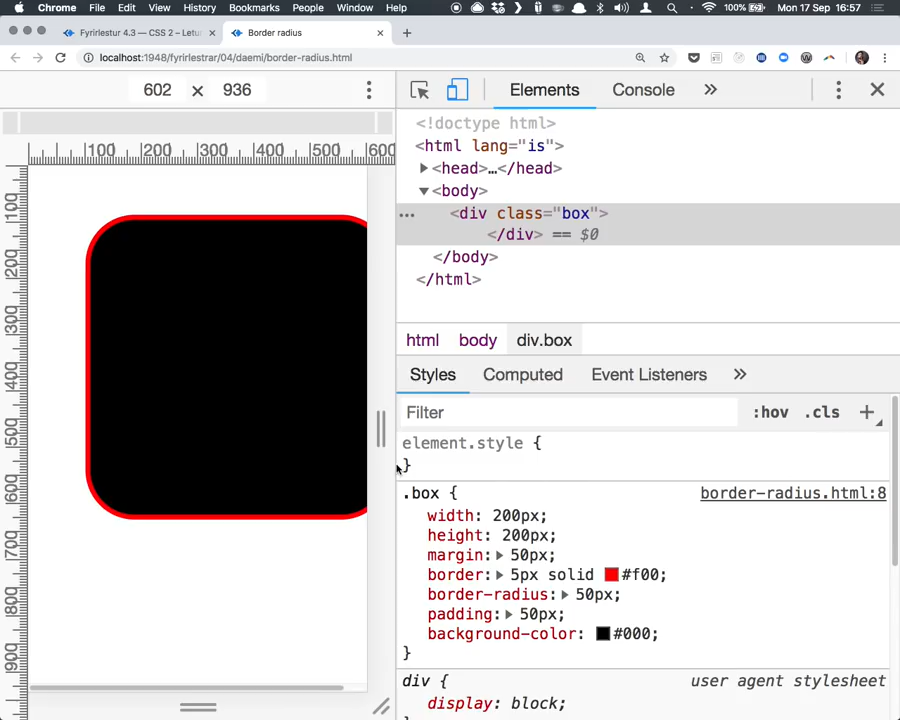 Chrome File Edit View History Bookmarks People Window Help 100% Mon 17 Sep 16:57
Fyrirlestur 4.3 — CSS 2 – Letu
Border radius
localhost:1948/fyrirlestrar/04/daemi/border-radius.html
602 × 936
Elements Console »
100 200 300 400 500 600
100
200
300
400
500
600
700
800
900
<!doctype html>
<html lang="is">
<head>…</head>
<body>
<div class="box">
</div> == $0
</body>
</html>
html body div.box
Styles Computed Event Listeners »
Filter :hov .cls +
element.style {
}
.box { border-radius.html:8
width: 200px;
height: 200px;
margin: 50px;
border: 5px solid #f00;
border-radius: 50px;
padding: 50px;
background-color: #000;
}
div { user agent stylesheet
display: block;